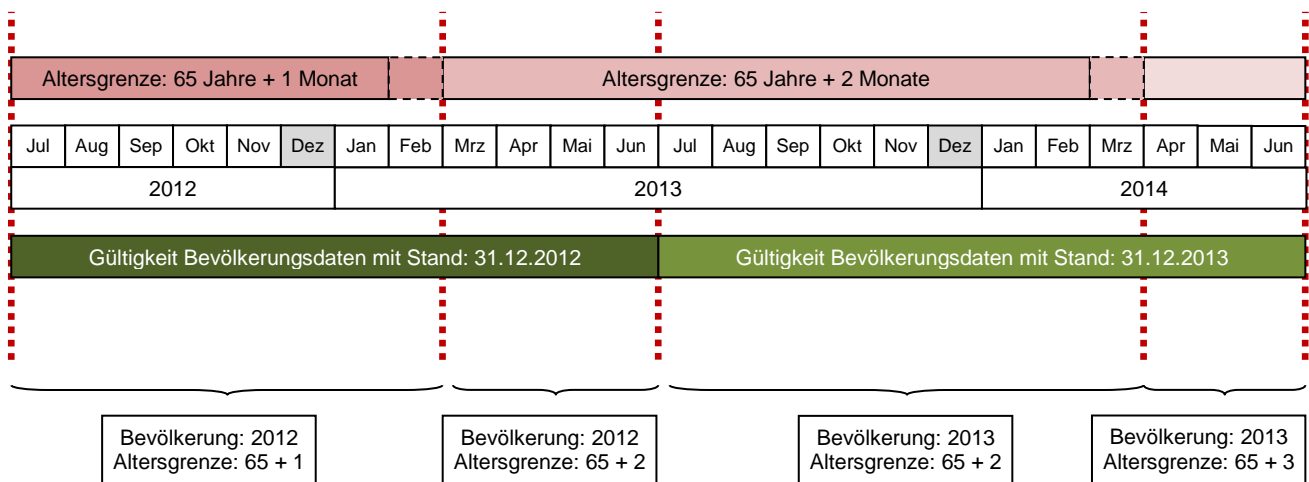 Altersgrenze: 65 Jahre + 1 Monat
Altersgrenze: 65 Jahre + 2 Monate
Jul Aug Sep Okt Nov Dez Jan Feb Mrz Apr Mai Jun Jul Aug Sep Okt Nov Dez Jan Feb Mrz Apr Mai Jun
2012 2013 2014
Gültigkeit Bevölkerungsdaten mit Stand: 31.12.2012
Gültigkeit Bevölkerungsdaten mit Stand: 31.12.2013
Bevölkerung: 2012
Altersgrenze: 65 + 1
Bevölkerung: 2012
Altersgrenze: 65 + 2
Bevölkerung: 2013
Altersgrenze: 65 + 2
Bevölkerung: 2013
Altersgrenze: 65 + 3